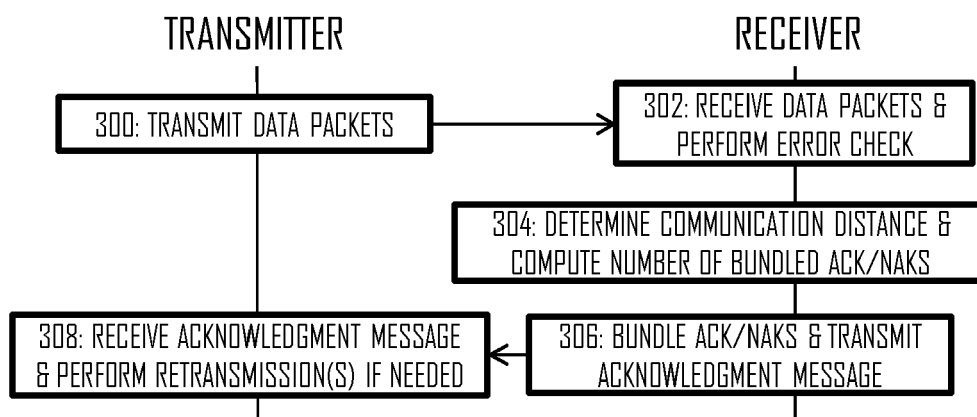 TRANSMITTER
RECEIVER
300: TRANSMIT DATA PACKETS
302: RECEIVE DATA PACKETS &
PERFORM ERROR CHECK
304: DETERMINE COMMUNICATION DISTANCE &
COMPUTE NUMBER OF BUNDLED ACK/NAKS
308: RECEIVE ACKNOWLEDGMENT MESSAGE
& PERFORM RETRANSMISSION(S) IF NEEDED
306: BUNDLE ACK/NAKS & TRANSMIT
ACKNOWLEDGMENT MESSAGE